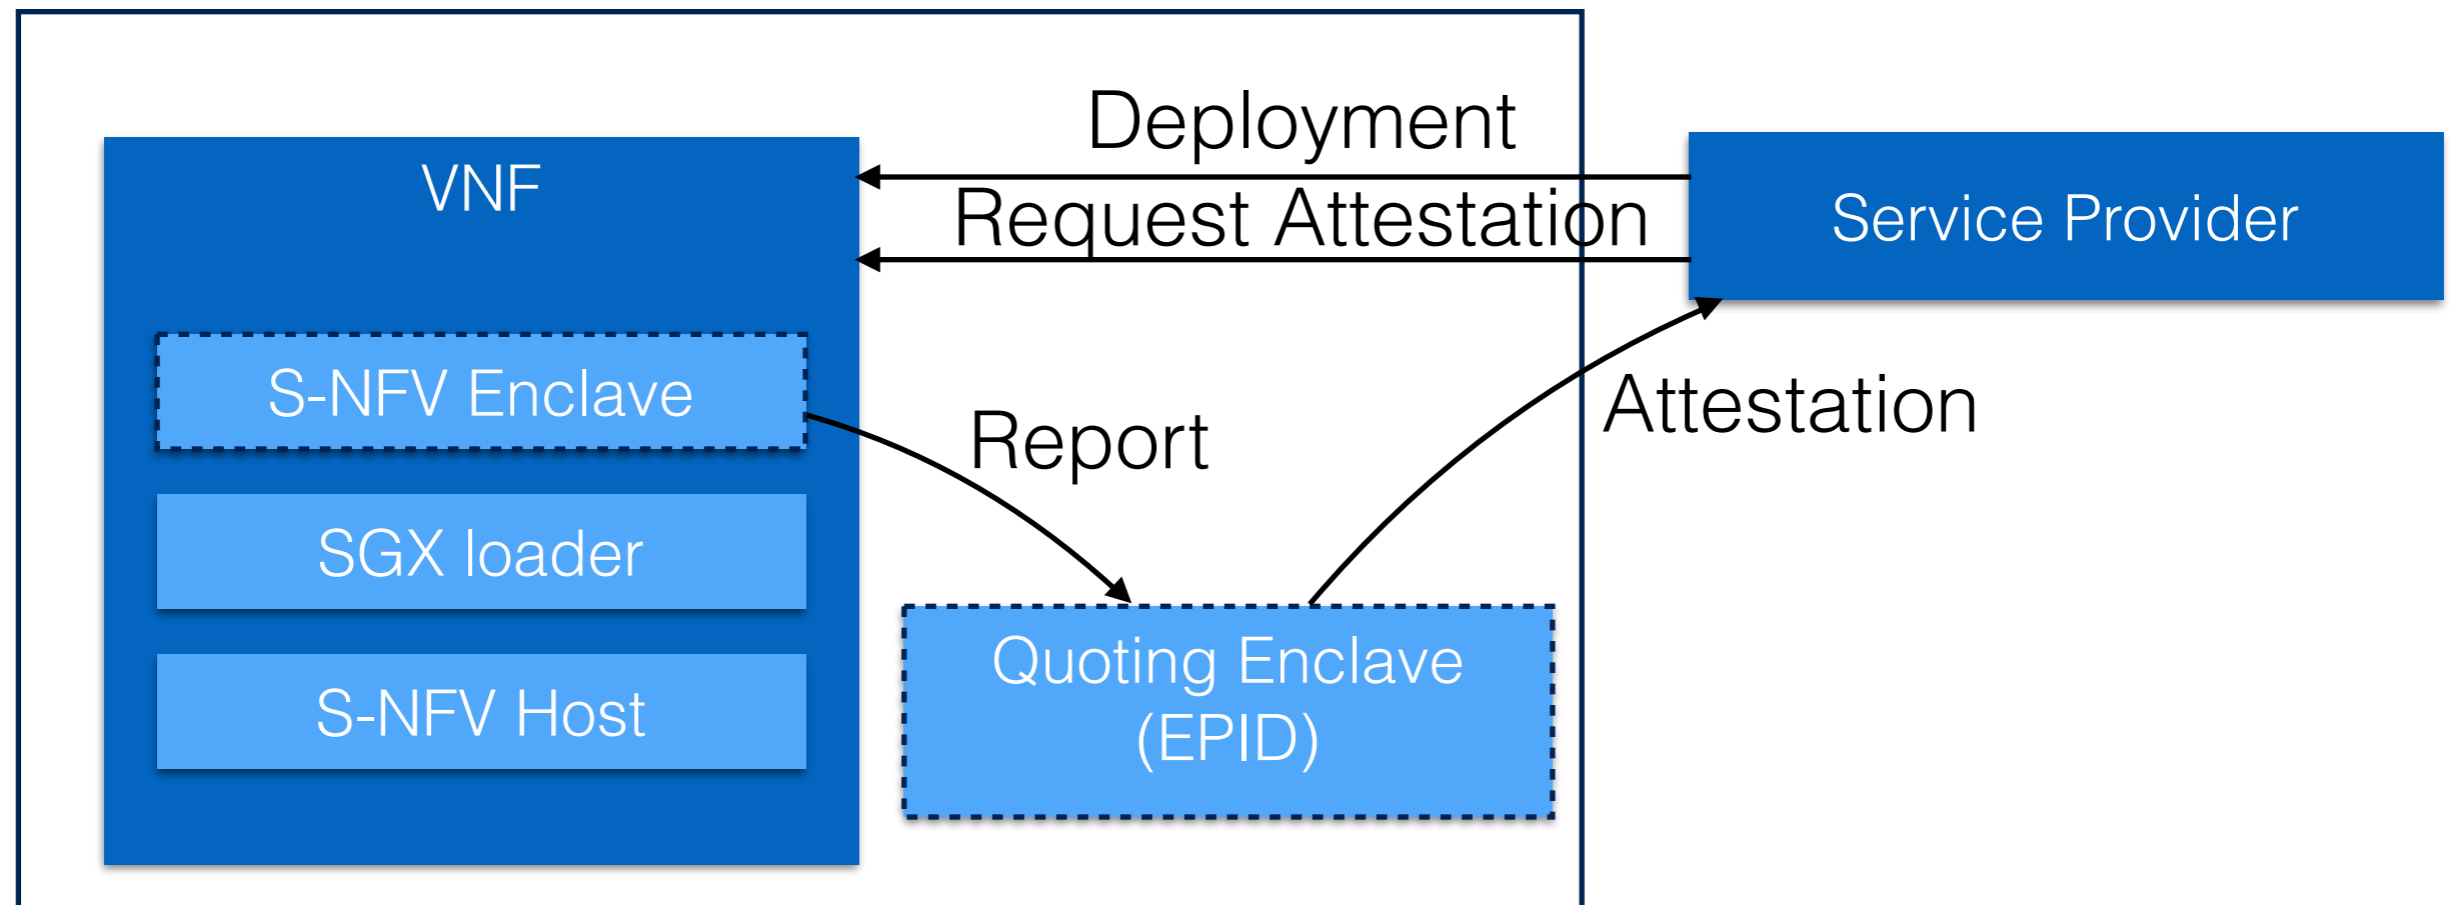 Deployment
VNF
Request Attestation
Service Provider
S-NFV Enclave
Report
Attestation
SGX loader
Quoting Enclave
(EPID)
S-NFV Host